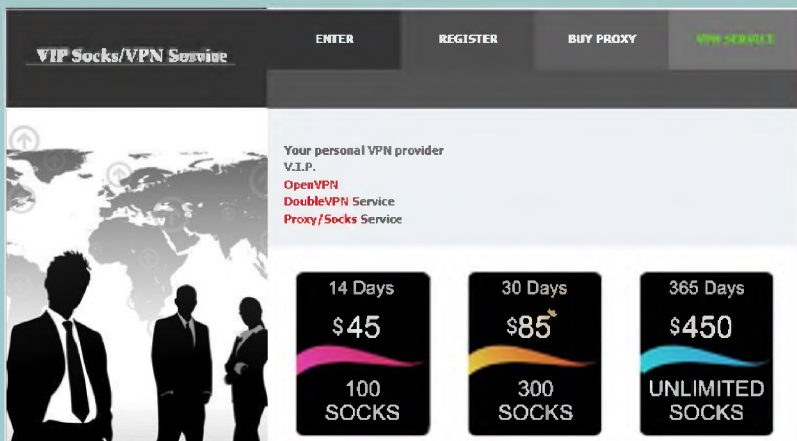 VIP Socks/VPN Service
ENTER
REGISTER
BUY PROXY
VPN SERVICE
Your personal VPN provider
V.I.P.
OpenVPN
DoubleVPN Service
Proxy/Socks Service
14 Days
$45
100
SOCKS
30 Days
$85
300
SOCKS
365 Days
$450
UNLIMITED
SOCKS